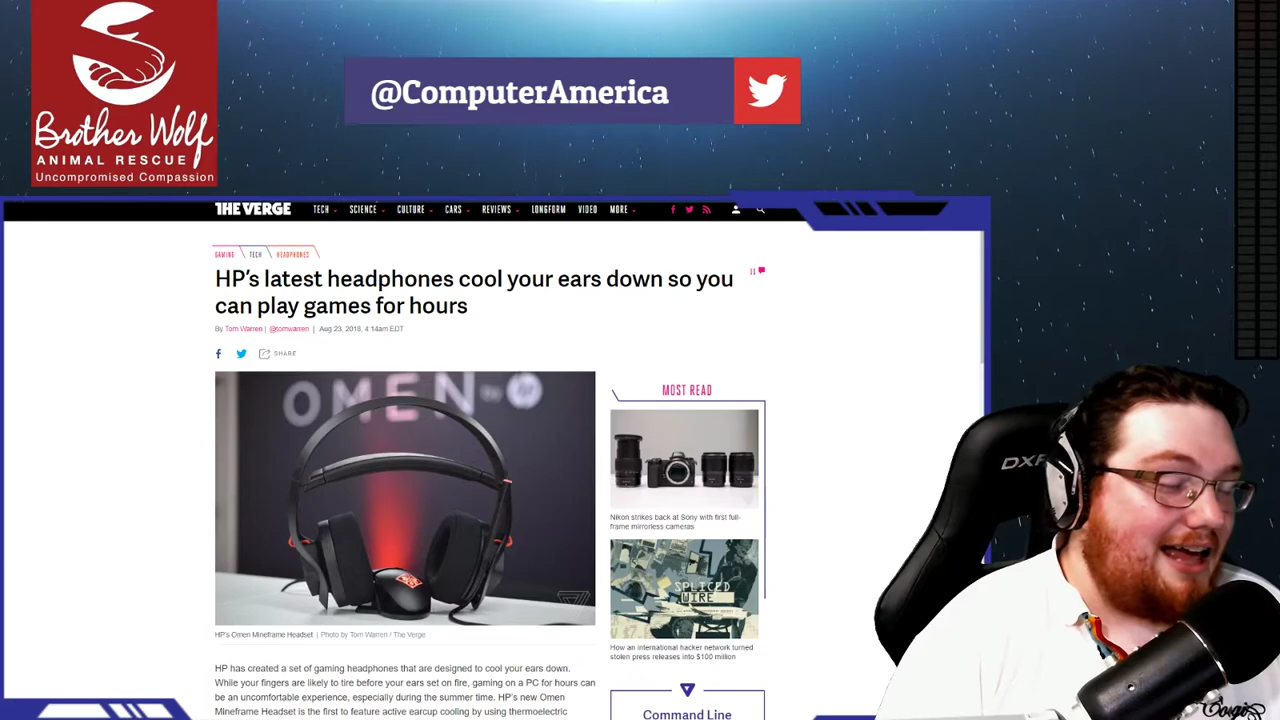 Brother Wolf
ANIMAL RESCUE
Uncompromised Compassion
@ComputerAmerica
THE VERGE
TECH
SCIENCE
CULTURE
CARS
REVIEWS
LONGFORM
VIDEO
MORE
GAMING
TECH
HEADPHONES
HP's latest headphones cool your ears down so you
can play games for hours
11
By Tom Warren | @tomwarren | Aug 23, 2018, 4:14am EDT
SHARE
OMEN by hp
HP's Omen Mineframe Headset | Photo by Tom Warren / The Verge
HP has created a set of gaming headphones that are designed to cool your ears down.
While your fingers are likely to tire before your ears set on fire, gaming on a PC for hours can
be an uncomfortable experience, especially during the summer time. HP's new Omen
Mineframe Headset is the first to feature active earcup cooling by using thermoelectric
MOST READ
Nikon strikes back at Sony with first full-
frame mirrorless cameras
SPLICED
WIRE
How an international hacker network turned
stolen press releases into $100 million
Command Line
DXR